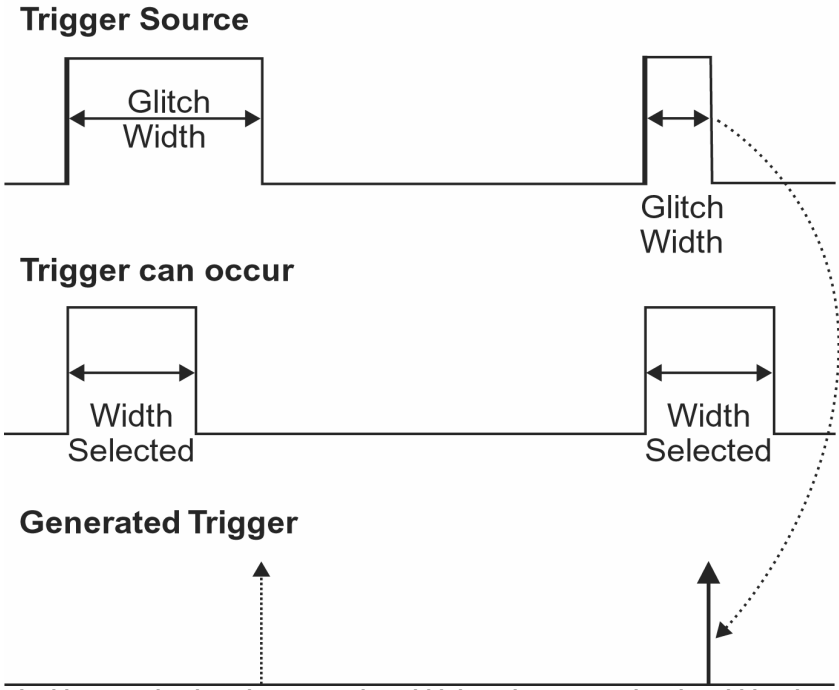 Trigger Source
Glitch
Width
Glitch
Width
Trigger can occur
Width
Selected
Width
Selected
Generated Trigger